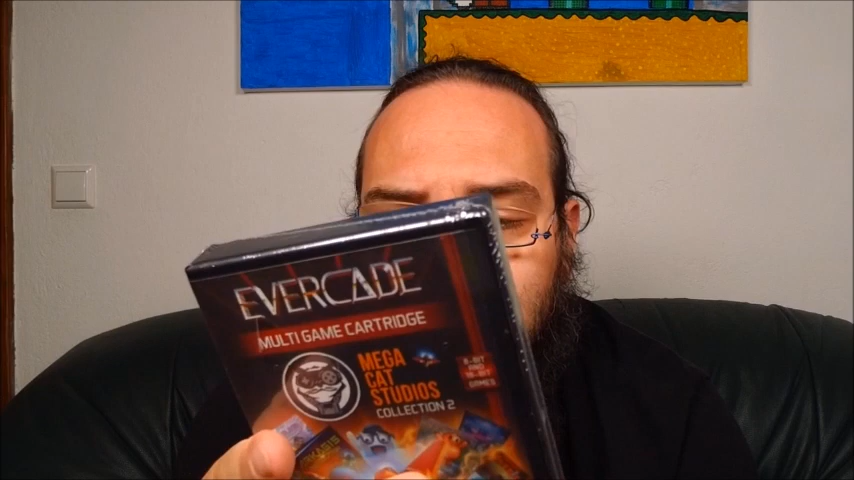 EVERCADE
MULTI GAME CARTRIDGE
MEGA
CAT
STUDIOS
COLLECTION 2
8-BIT
AND
16-BIT
GAMES